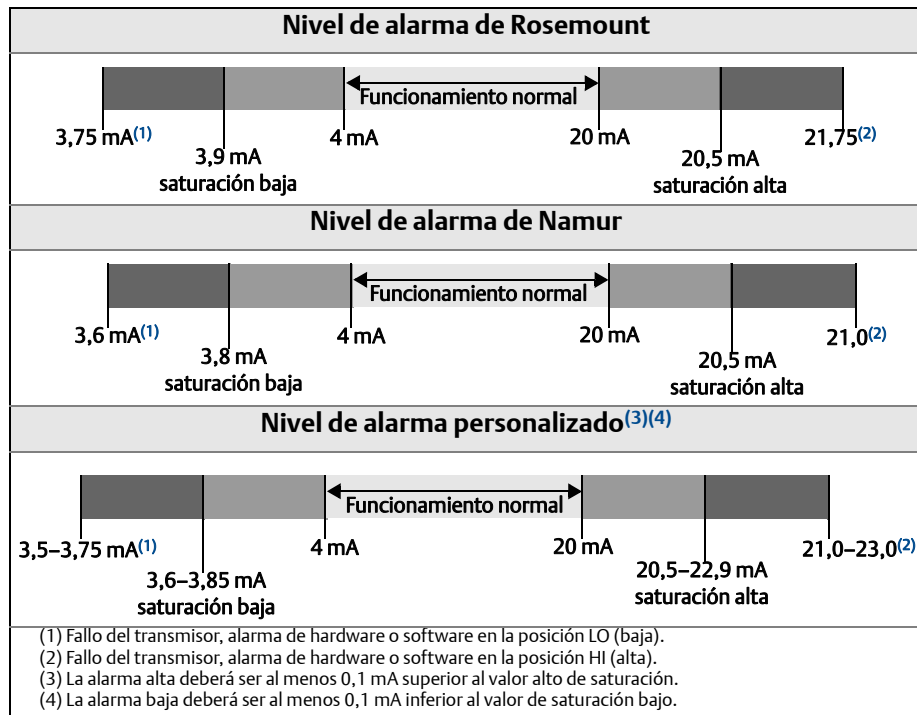 Nivel de alarma de Rosemount
Funcionamiento normal
3,75 mA(1) 4 mA 20 mA 21,75(2)
3,9 mA 20,5 mA
saturación baja saturación alta
Nivel de alarma de Namur
Funcionamiento normal
3,6 mA(1) 4 mA 20 mA 21,0(2)
3,8 mA 20,5 mA
saturación baja saturación alta
Nivel de alarma personalizado(3)(4)
Funcionamiento normal
3,5–3,75 mA(1) 4 mA 20 mA 21,0–23,0(2)
3,6–3,85 mA 20,5–22,9 mA
saturación baja saturación alta
(1) Fallo del transmisor, alarma de hardware o software en la posición LO (baja).
(2) Fallo del transmisor, alarma de hardware o software en la posición HI (alta).
(3) La alarma alta deberá ser al menos 0,1 mA superior al valor alto de saturación.
(4) La alarma baja deberá ser al menos 0,1 mA inferior al valor de saturación bajo.